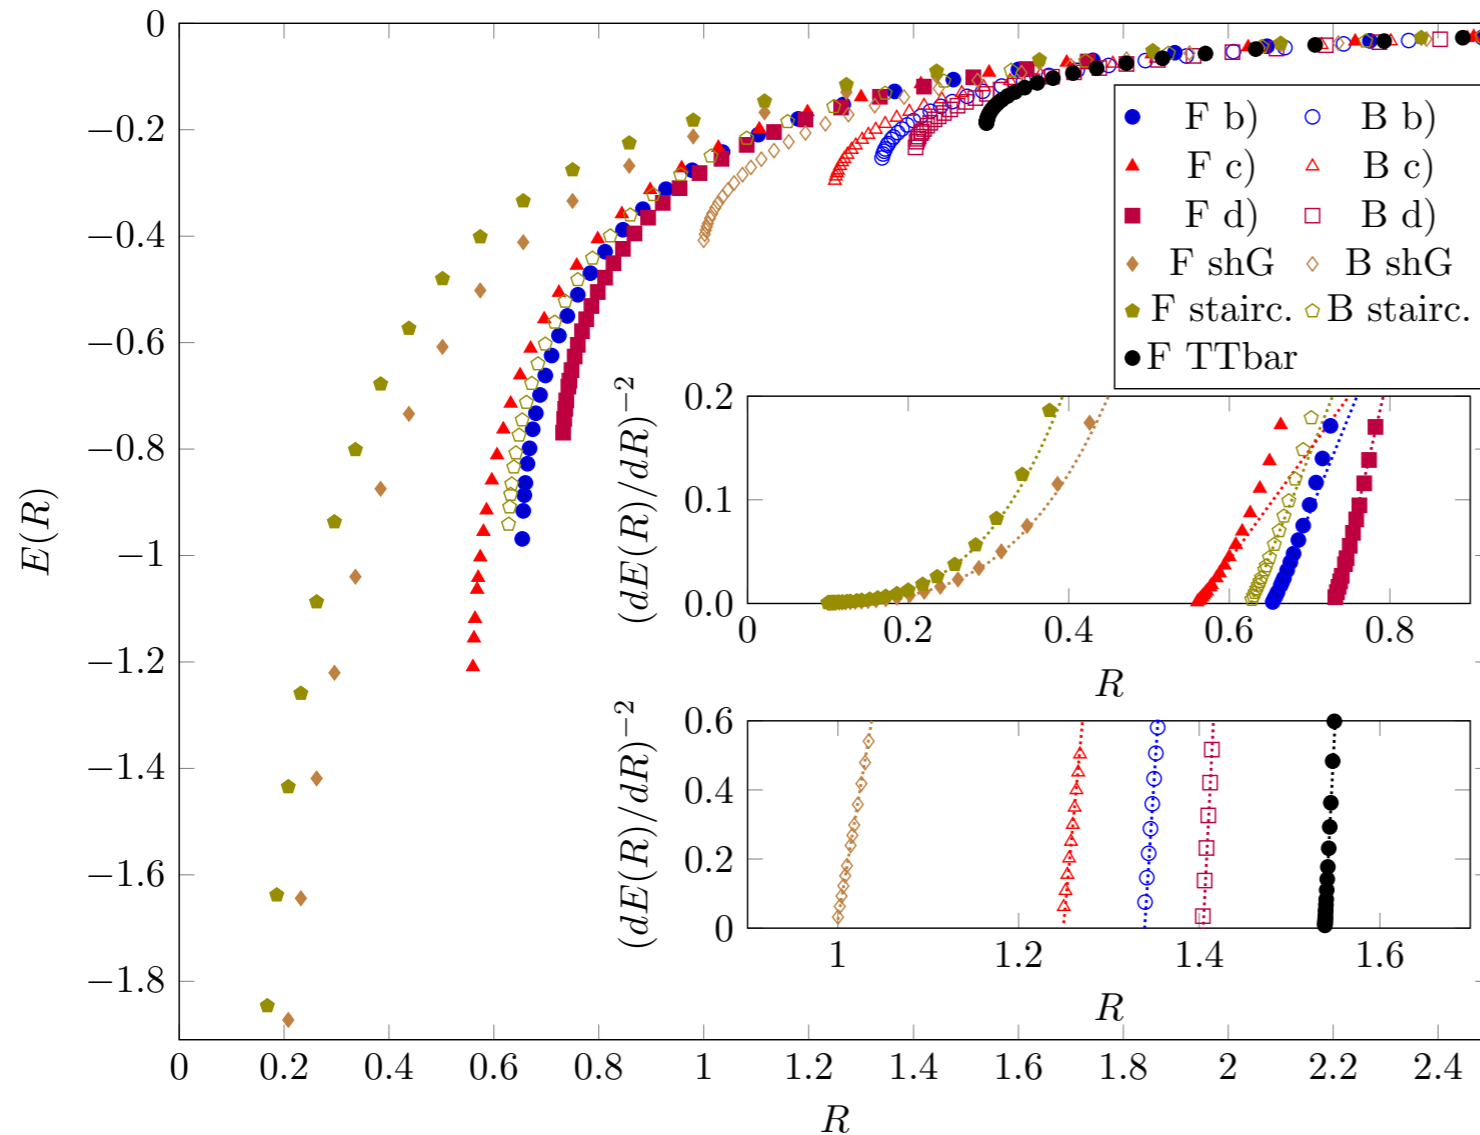 0
−0.2
−0.4
−0.6
−0.8
−1
−1.2
−1.4
−1.6
−1.8
E(R)
0 0.2 0.4 0.6 0.8 1 1.2 1.4 1.6 1.8 2 2.2 2.4
R
F b) B b)
F c) B c)
F d) B d)
F shG B shG
F stairc. B stairc.
F TTbar
0.2
0.1
0.0
(dE(R)/dR)⁻²
0 0.2 0.4 0.6 0.8
R
0.6
0.4
0.2
0
(dE(R)/dR)⁻²
1 1.2 1.4 1.6
R